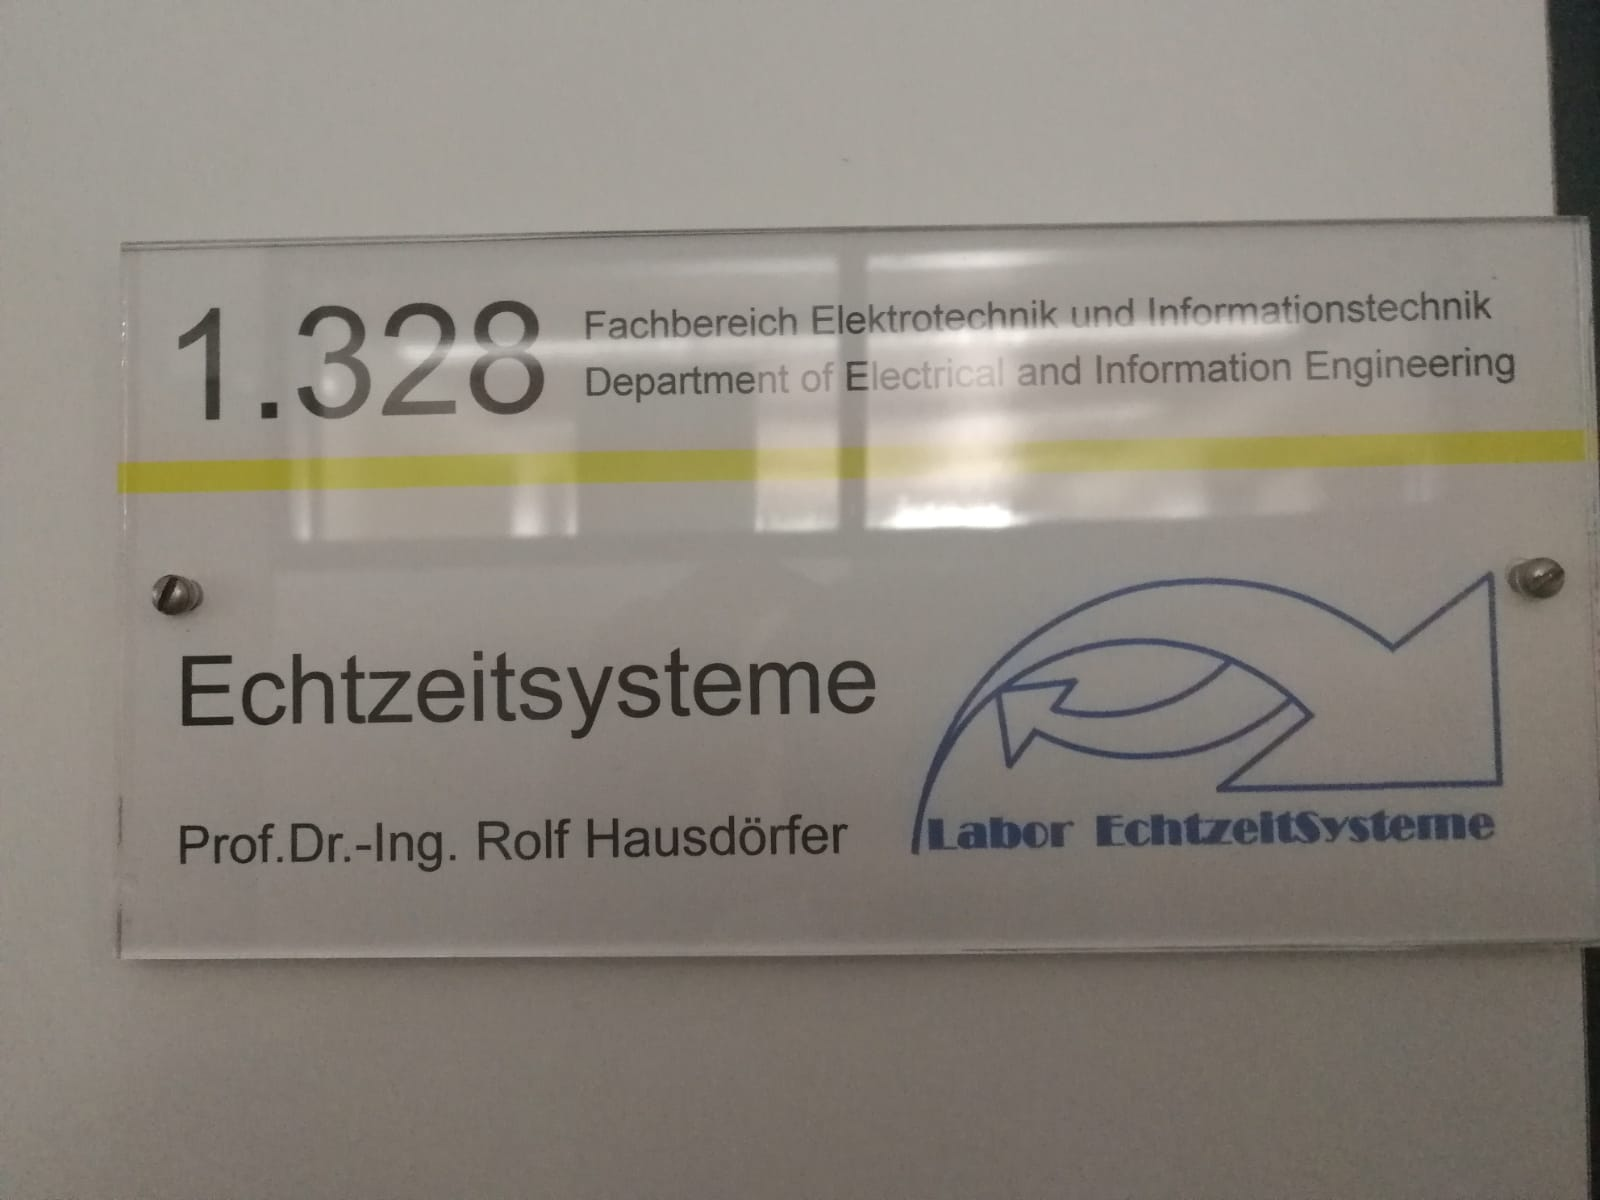 1.328
Fachbereich Elektrotechnik und Informationstechnik
Department of Electrical and Information Engineering
Echtzeitsysteme
Prof.Dr.-Ing. Rolf Hausdörfer
Labor EchtzeitSysteme